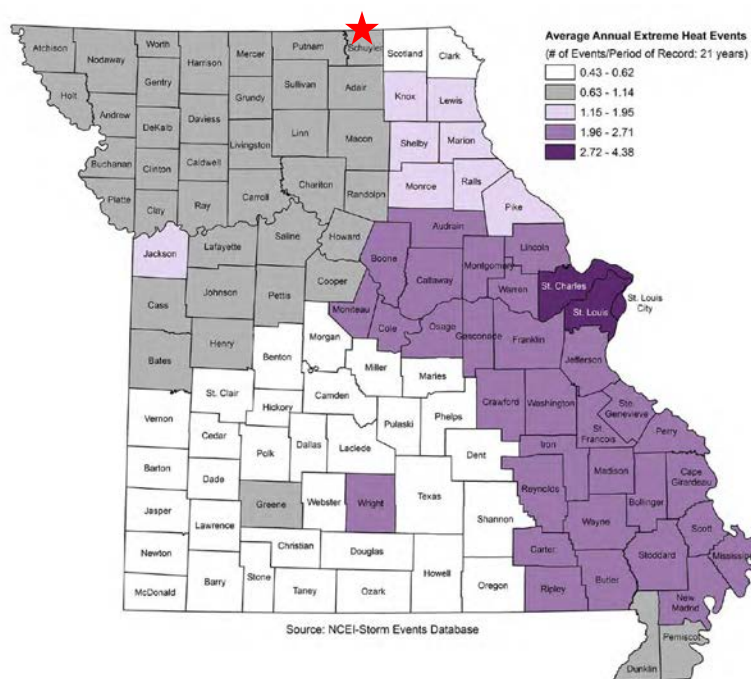 Average Annual Extreme Heat Events
(# of Events/Period of Record: 21 years)
0.43 - 0.62
0.63 - 1.14
1.15 - 1.95
1.96 - 2.71
2.72 - 4.38
Atchison
Nodaway
Worth
Harrison
Mercer
Putnam
Schuyler
Scotland
Clark
Holt
Gentry
Sullivan
Adair
Knox
Lewis
Andrew
DeKalb
Daviess
Grundy
Linn
Macon
Shelby
Marion
Buchanan
Clinton
Caldwell
Livingston
Chariton
Randolph
Monroe
Ralls
Platte
Clay
Ray
Carroll
Pike
Jackson
Lafayette
Saline
Howard
Boone
Audrain
Callaway
Montgomery
Lincoln
Warren
St. Charles
St. Louis
St. Louis
City
Cass
Johnson
Pettis
Cooper
Moniteau
Cole
Osage
Gasconade
Franklin
Jefferson
Bates
Henry
Benton
Morgan
Miller
Maries
St. Clair
Hickory
Camden
Pulaski
Phelps
Crawford
Washington
Ste.
Genevieve
St.
Francois
Perry
Vernon
Cedar
Polk
Dallas
Laclede
Dent
Iron
Madison
Cape
Girardeau
Barton
Dade
Greene
Webster
Wright
Texas
Reynolds
Bollinger
Jasper
Lawrence
Christian
Douglas
Shannon
Wayne
Scott
Newton
Stone
Howell
Carter
Stoddard
Mississippi
McDonald
Barry
Taney
Ozark
Oregon
Ripley
Butler
New
Madrid
Pemiscot
Dunklin
Source: NCEI-Storm Events Database